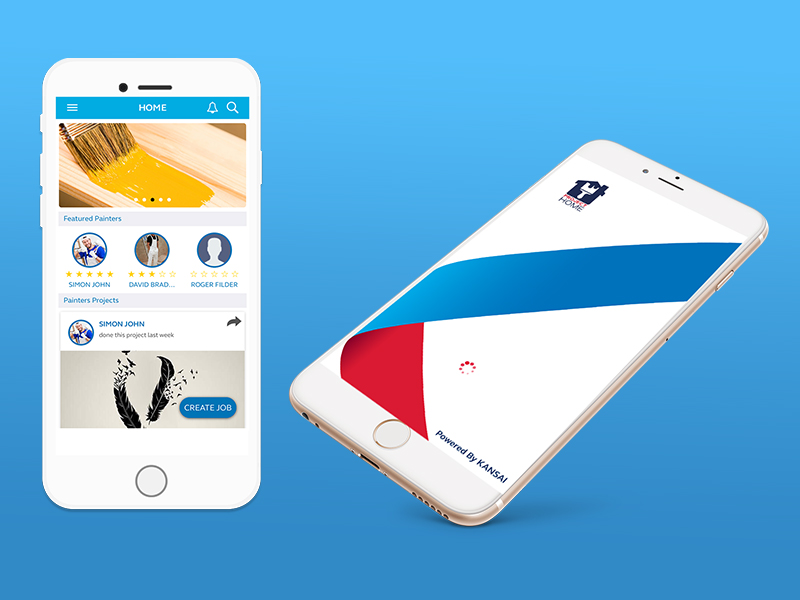 HOME
Featured Painters
SIMON JOHN
DAVID BRAD...
ROGER FILDER
Painters Projects
SIMON JOHN
done this project last week
CREATE JOB
HOME
Powered By KANSAI